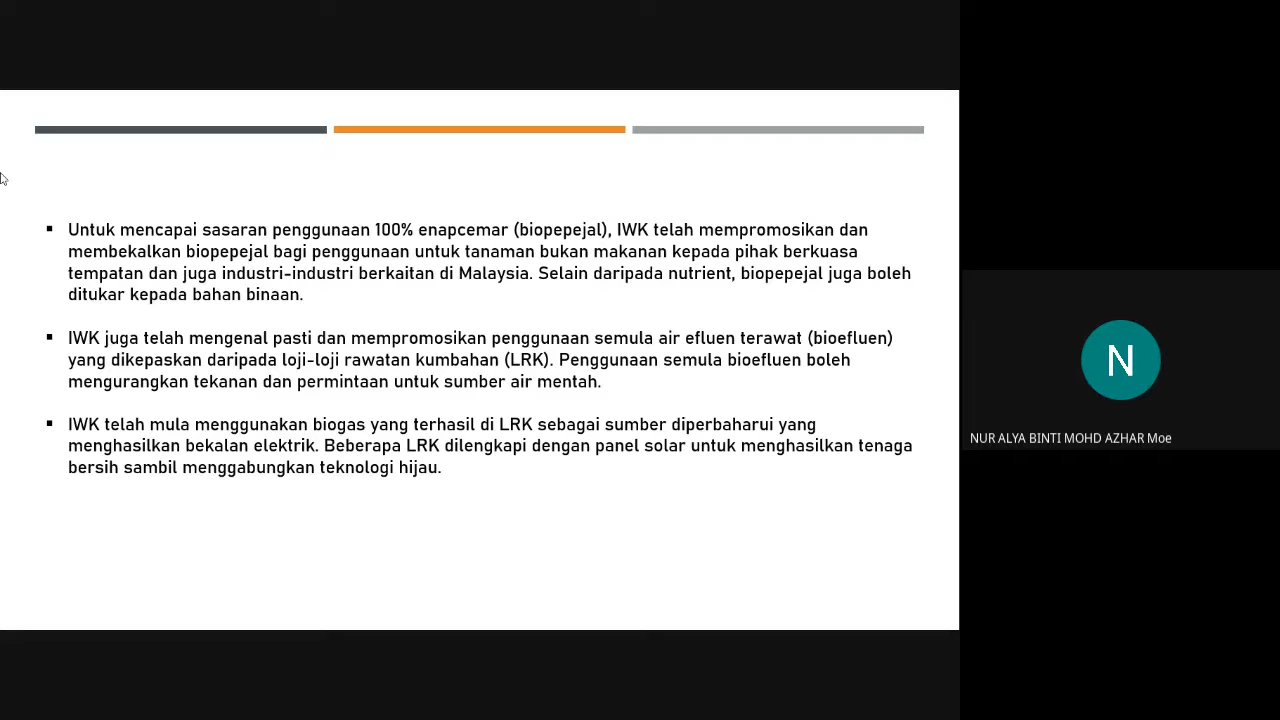 Untuk mencapai sasaran penggunaan 100% enapcemar (biopepejal), IWK telah mempromosikan dan
membekalkan biopepejal bagi penggunaan untuk tanaman bukan makanan kepada pihak berkuasa
tempatan dan juga industri-industri berkaitan di Malaysia. Selain daripada nutrient, biopepejal juga boleh
ditukar kepada bahan binaan.
IWK juga telah mengenal pasti dan mempromosikan penggunaan semula air efluen terawat (bioefluen)
yang dikepaskan daripada loji-loji rawatan kumbahan (LRK). Penggunaan semula bioefluen boleh
mengurangkan tekanan dan permintaan untuk sumber air mentah.
IWK telah mula menggunakan biogas yang terhasil di LRK sebagai sumber diperbaharui yang
menghasilkan bekalan elektrik. Beberapa LRK dilengkapi dengan panel solar untuk menghasilkan tenaga
bersih sambil menggabungkan teknologi hijau.
N
NUR ALYA BINTI MOHD AZHAR Moe